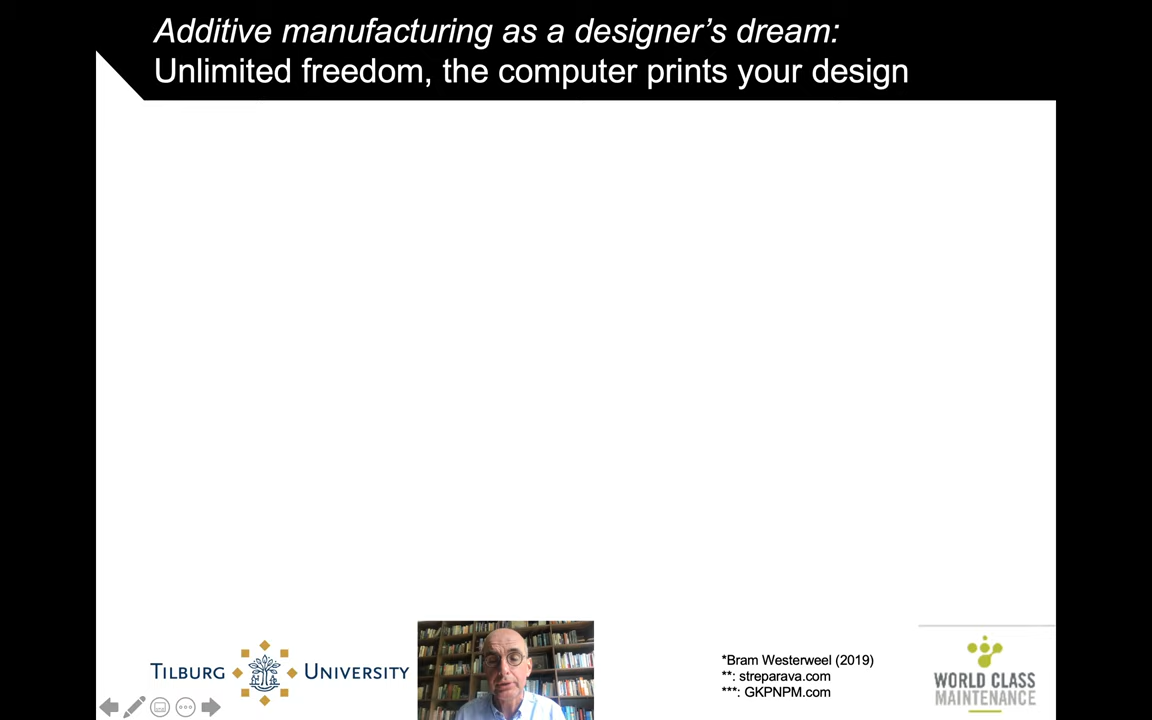 Additive manufacturing as a designer's dream:
Unlimited freedom, the computer prints your design
TILBURG UNIVERSITY
*Bram Westerweel (2019)
**: streparava.com
***: GKPNPM.com
WORLD CLASS
MAINTENANCE